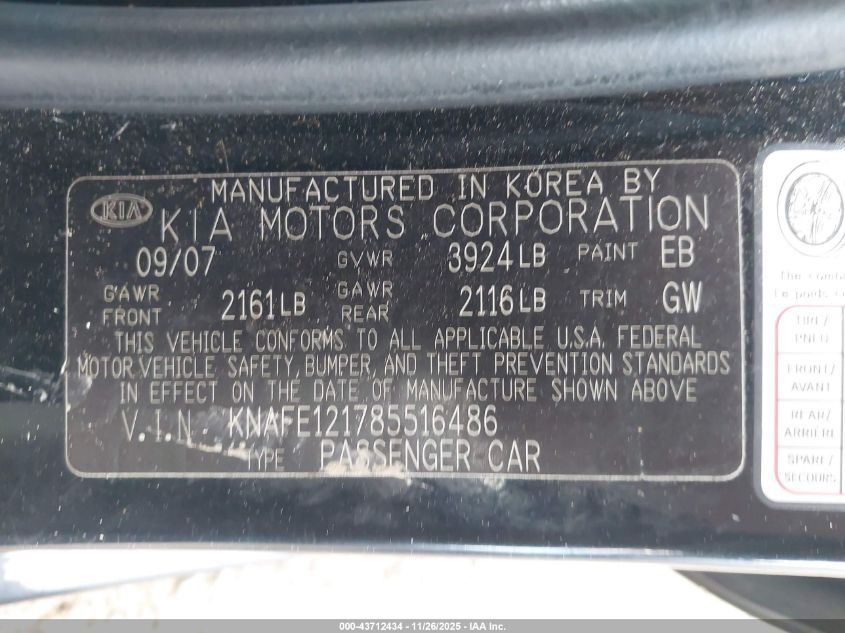 MANUFACTURED IN KOREA BY
KIA KIA MOTORS CORPORATION
09/07 GVWR 3924LB PAINT EB
GAWR FRONT 2161LB GAWR REAR 2116LB TRIM GW
THIS VEHICLE CONFORMS TO ALL APPLICABLE U.S.A. FEDERAL
MOTOR VEHICLE SAFETY, BUMPER, AND THEFT PREVENTION STANDARDS
IN EFFECT ON THE DATE OF MANUFACTURE SHOWN ABOVE
V.I.N. KNAFE121785516486
TYPE PASSENGER CAR
TIRE/
PNEU
FRONT/
AVANT
REAR/
ARRIÈRE
SPARE/
SECOURS
000-43712434 - 11/26/2025 - IAA Inc.